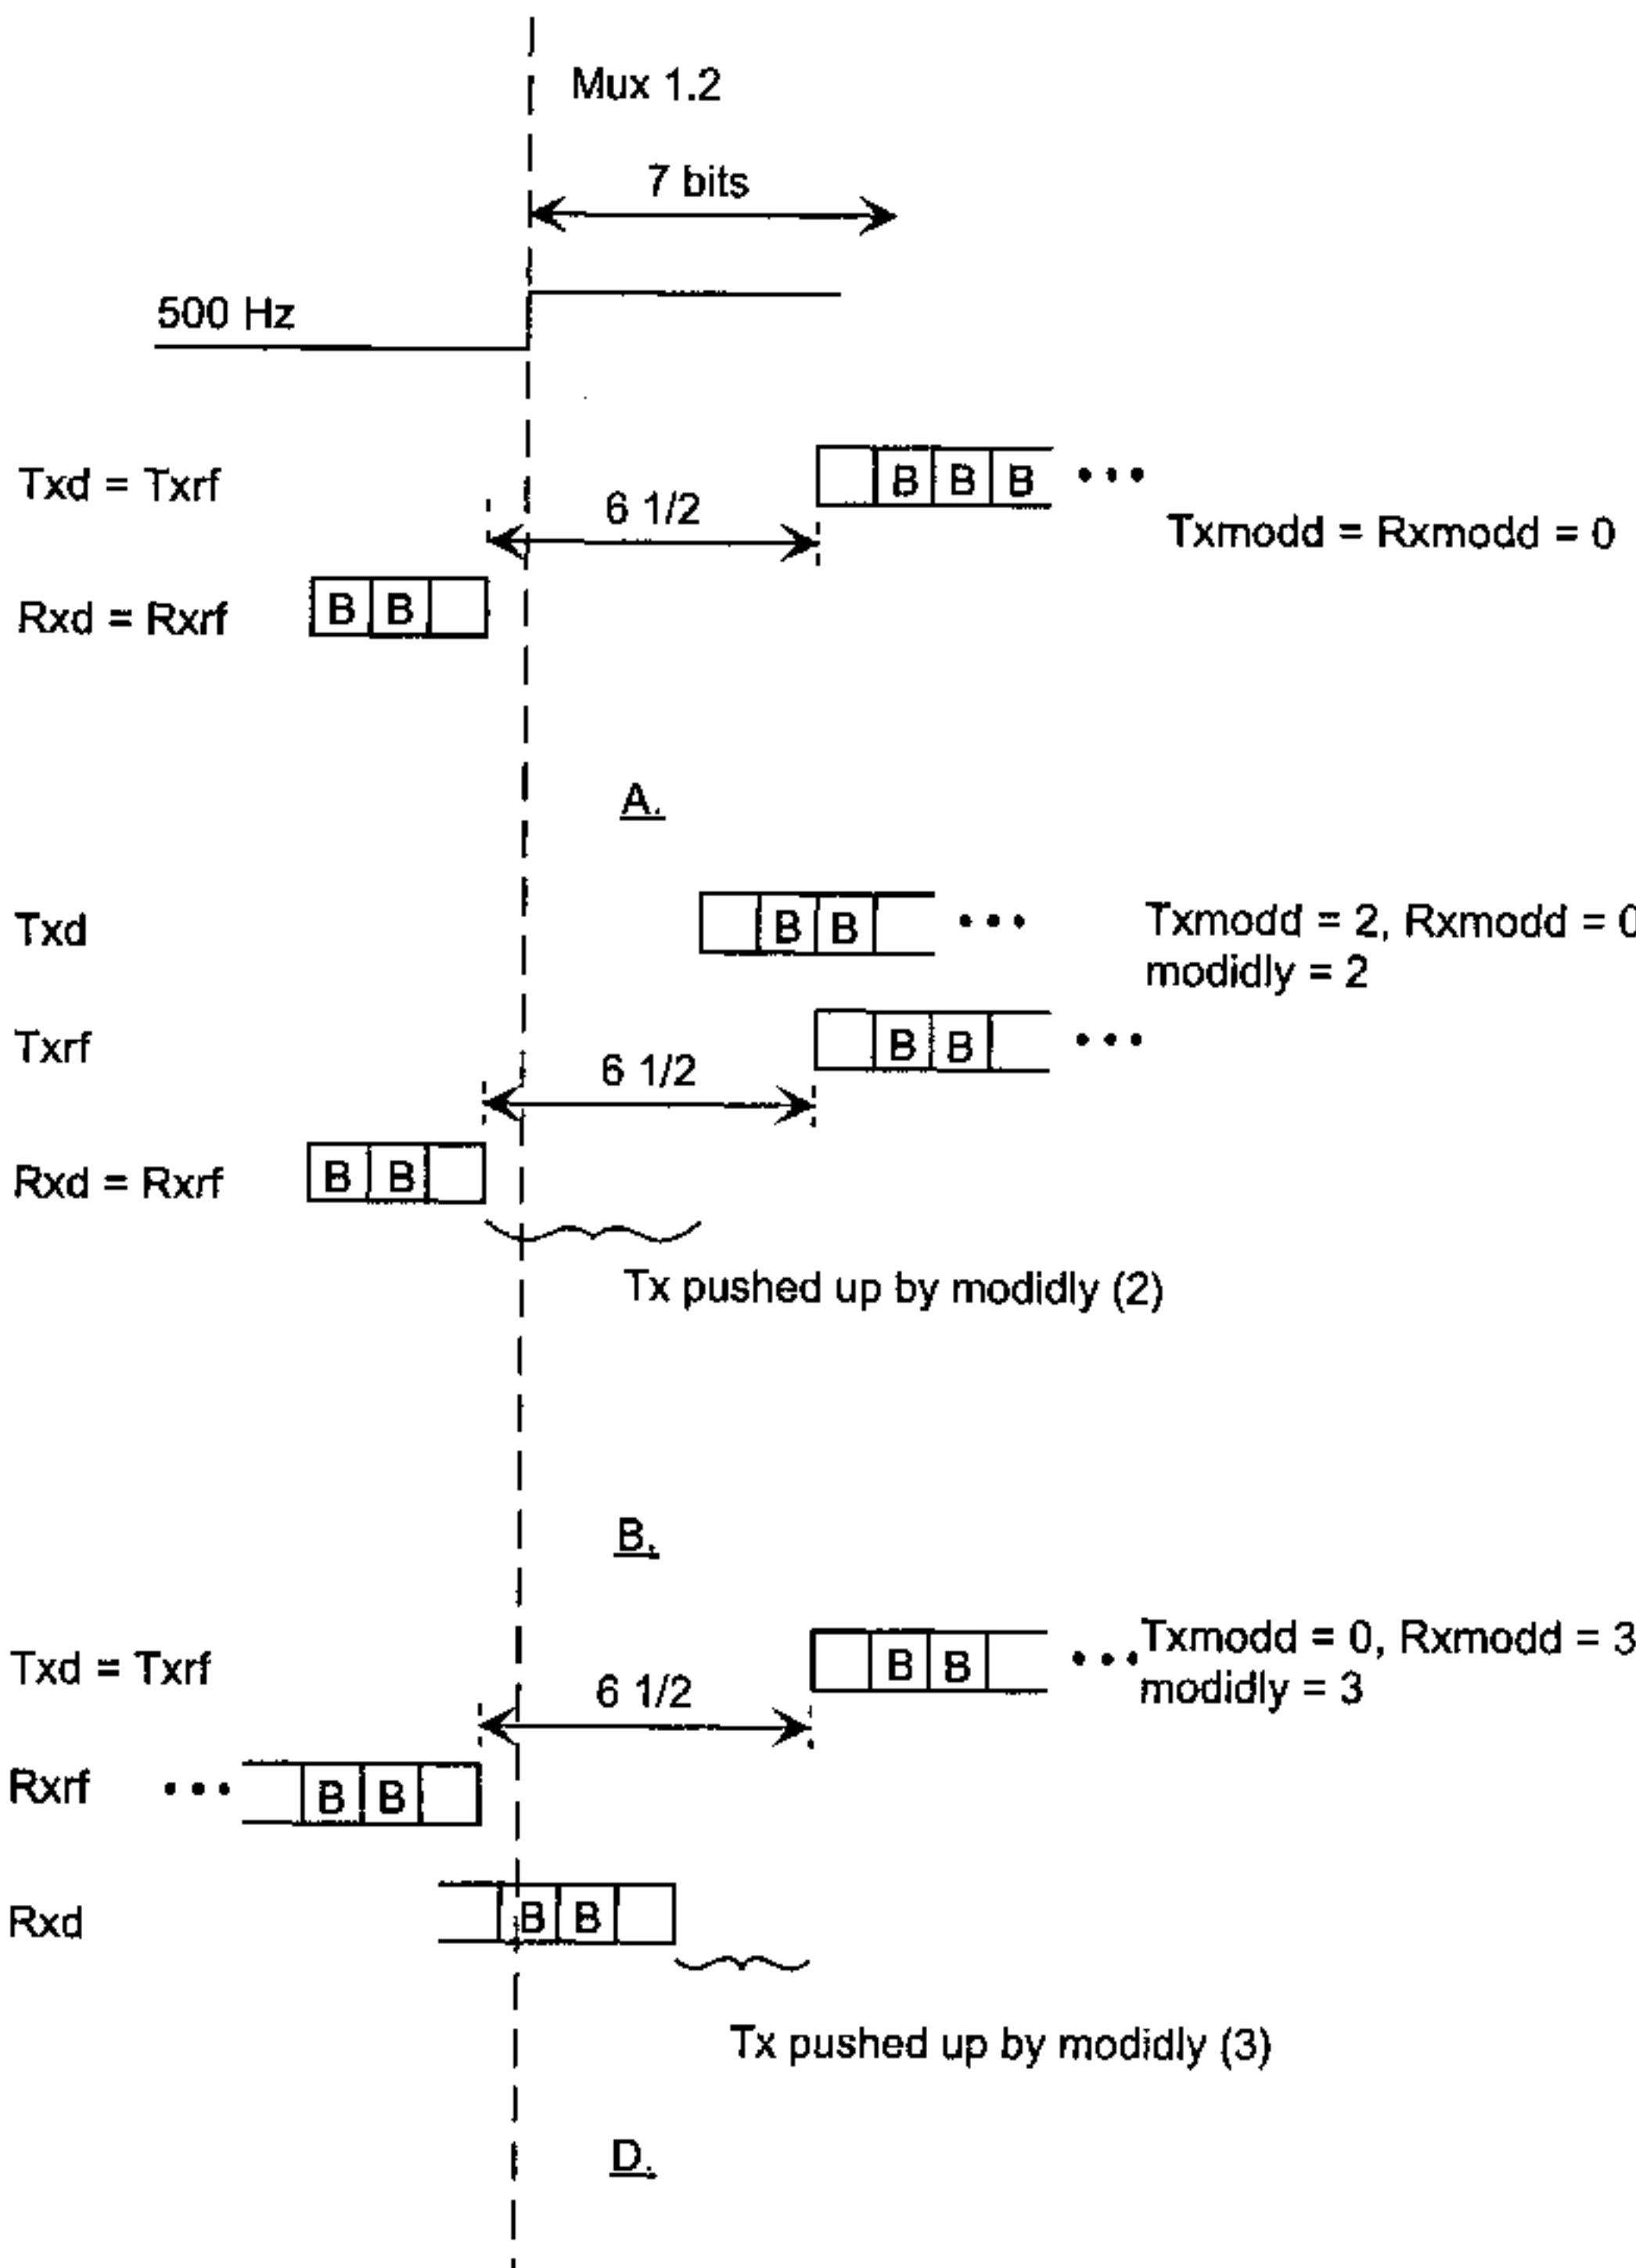 Mux 1.2
7 bits
500 Hz
Txd = Txrf
B B B •••
6 1/2
Txmodd = Rxmodd = 0
Rxd = Rxrf
B B
A.
Txd
B B •••
Txmodd = 2, Rxmodd = 0
modidly = 2
Txrf
B B •••
6 1/2
Rxd = Rxrf
B B
Tx pushed up by modidly (2)
B.
Txd = Txrf
B B •••
Txmodd = 0, Rxmodd = 3
modidly = 3
6 1/2
Rxrf
••• B B
Rxd
B B
Tx pushed up by modidly (3)
D.